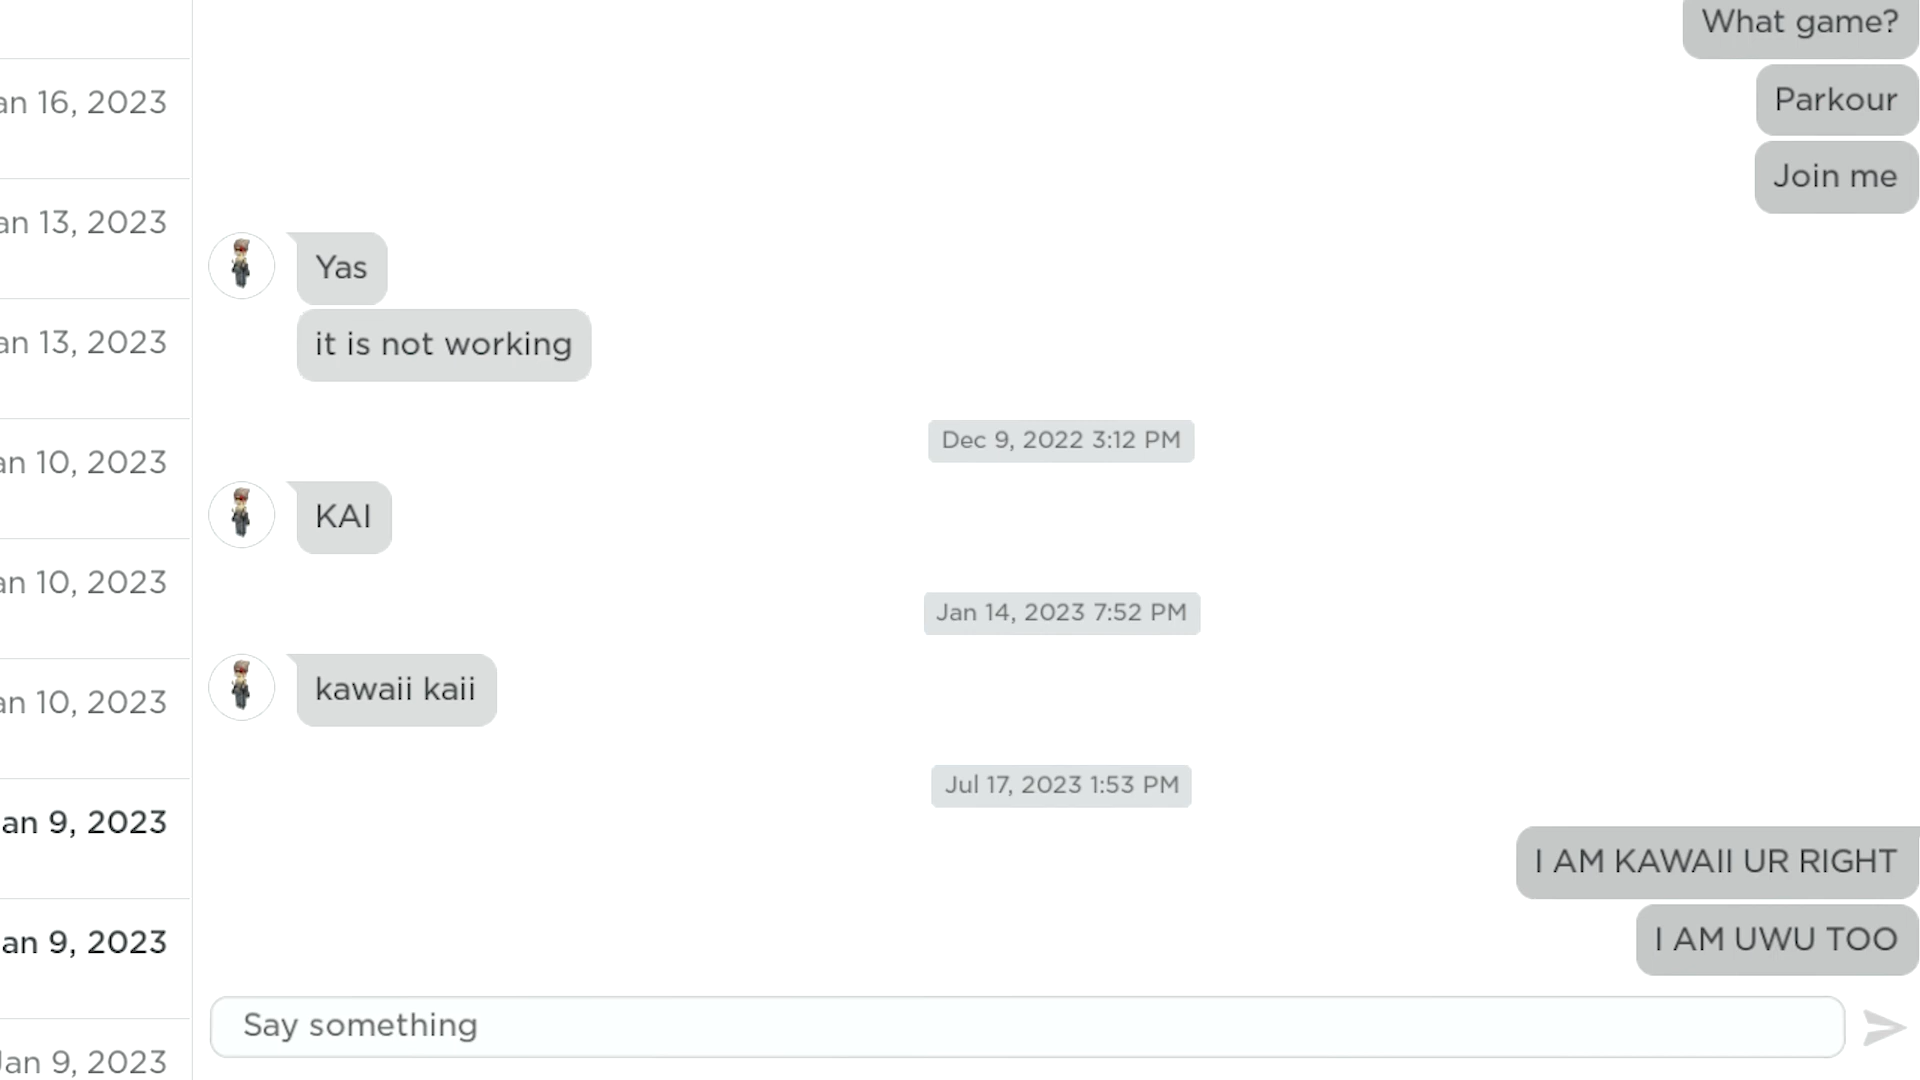 What game?
an 16, 2023
Parkour
Join me
an 13, 2023
Yas
an 13, 2023
it is not working
Dec 9, 2022 3:12 PM
an 10, 2023
KAI
an 10, 2023
Jan 14, 2023 7:52 PM
kawaii kaii
an 10, 2023
Jul 17, 2023 1:53 PM
an 9, 2023
I AM KAWAII UR RIGHT
an 9, 2023
I AM UWU TOO
Say something
Jan 9, 2023